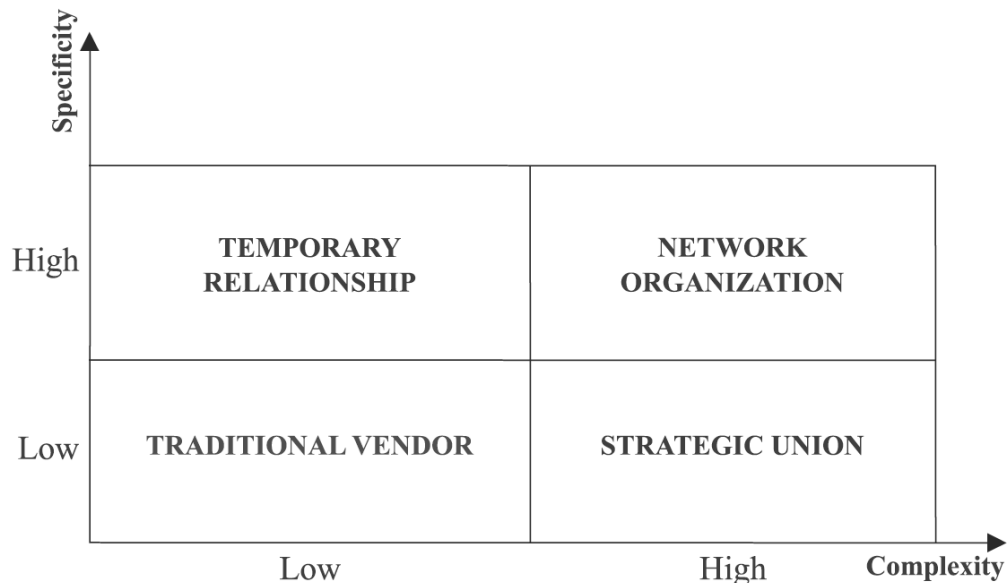 Specificity
High
TEMPORARY
RELATIONSHIP
NETWORK
ORGANIZATION
Low
TRADITIONAL VENDOR
STRATEGIC UNION
Low
High
Complexity